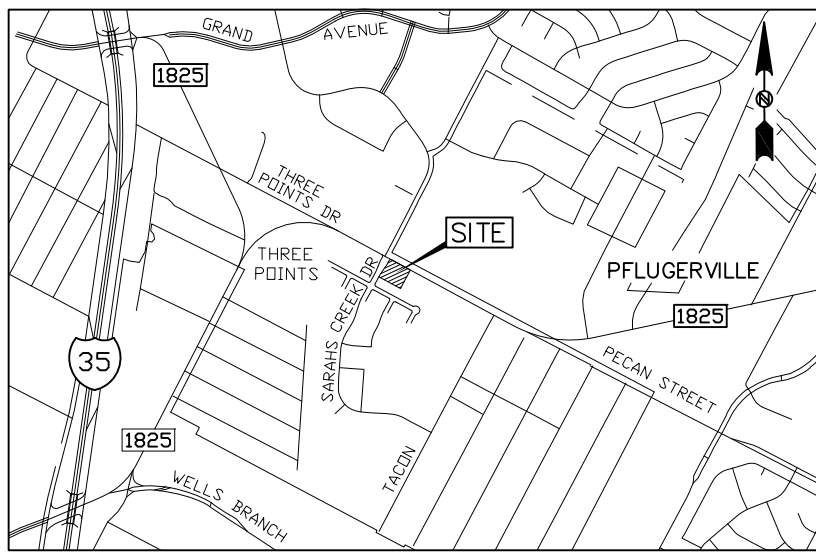 GRAND
AVENUE
1825
THREE
POINTS DR
SITE
THREE
POINTS
PFLUGERVILLE
1825
SARAHS CREEK DR
35
PECAN STREET
1825
TACON
WELLS BRANCH
N